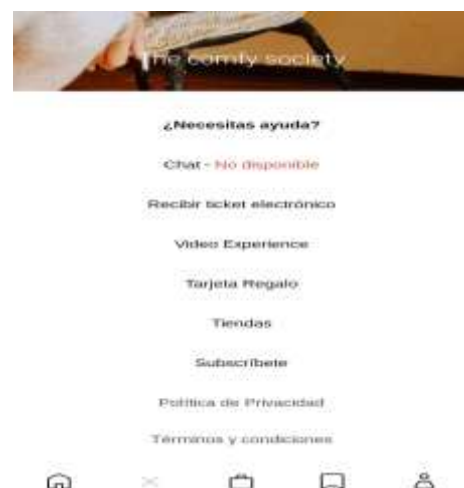 The comfy society
¿Necesitas ayuda?
Chat - No disponible
Recibir ticket electrónico
Video Experience
Tarjeta Regalo
Tiendas
Subscríbete
Política de Privacidad
Términos y condiciones